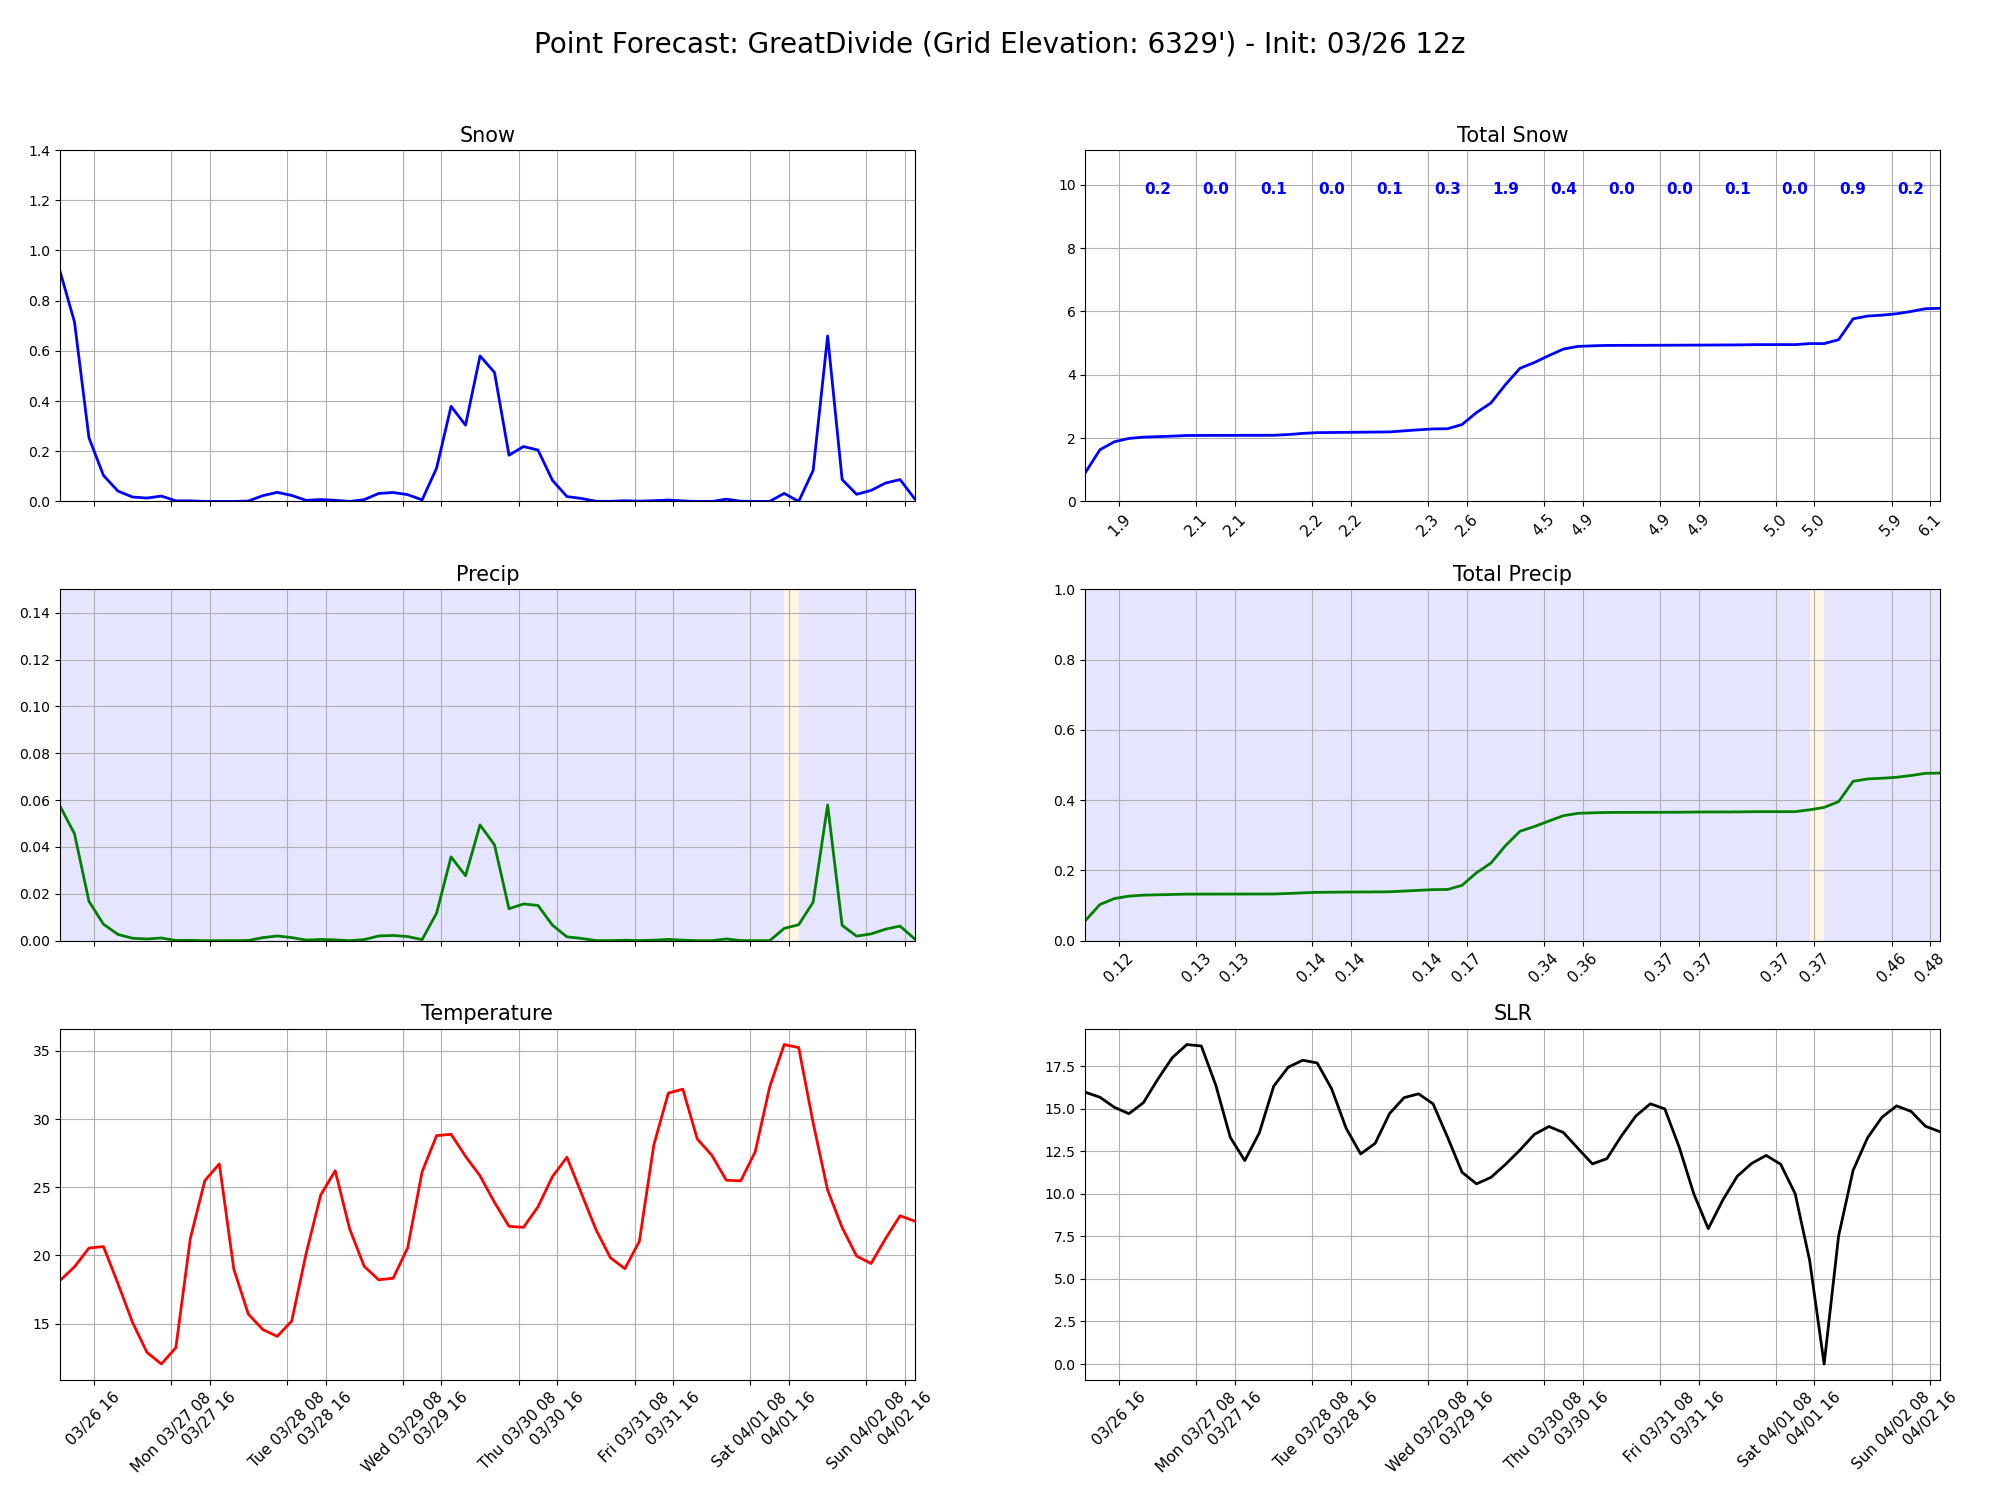 Point Forecast: GreatDivide (Grid Elevation: 6329') - Init: 03/26 12z
Snow
1.4
1.2
1.0
0.8
0.6
0.4
0.2
0.0
Total Snow
10
8
6
4
2
0
0.2 0.0 0.1 0.0 0.1 0.3 1.9 0.4 0.0 0.0 0.1 0.0 0.9 0.2
1.9 2.1 2.1 2.2 2.2 2.3 2.6 4.5 4.9 4.9 4.9 5.0 5.0 5.9 6.1
Precip
0.14
0.12
0.10
0.08
0.06
0.04
0.02
0.00
Total Precip
1.0
0.8
0.6
0.4
0.2
0.0
0.12 0.13 0.13 0.14 0.14 0.14 0.17 0.34 0.36 0.37 0.37 0.37 0.37 0.46 0.48
Temperature
35
30
25
20
15
03/26 16
Mon 03/27 08
03/27 16
Tue 03/28 08
03/28 16
Wed 03/29 08
03/29 16
Thu 03/30 08
03/30 16
Fri 03/31 08
03/31 16
Sat 04/01 08
04/01 16
Sun 04/02 08
04/02 16
SLR
17.5
15.0
12.5
10.0
7.5
5.0
2.5
0.0
03/26 16
Mon 03/27 08
03/27 16
Tue 03/28 08
03/28 16
Wed 03/29 08
03/29 16
Thu 03/30 08
03/30 16
Fri 03/31 08
03/31 16
Sat 04/01 08
04/01 16
Sun 04/02 08
04/02 16